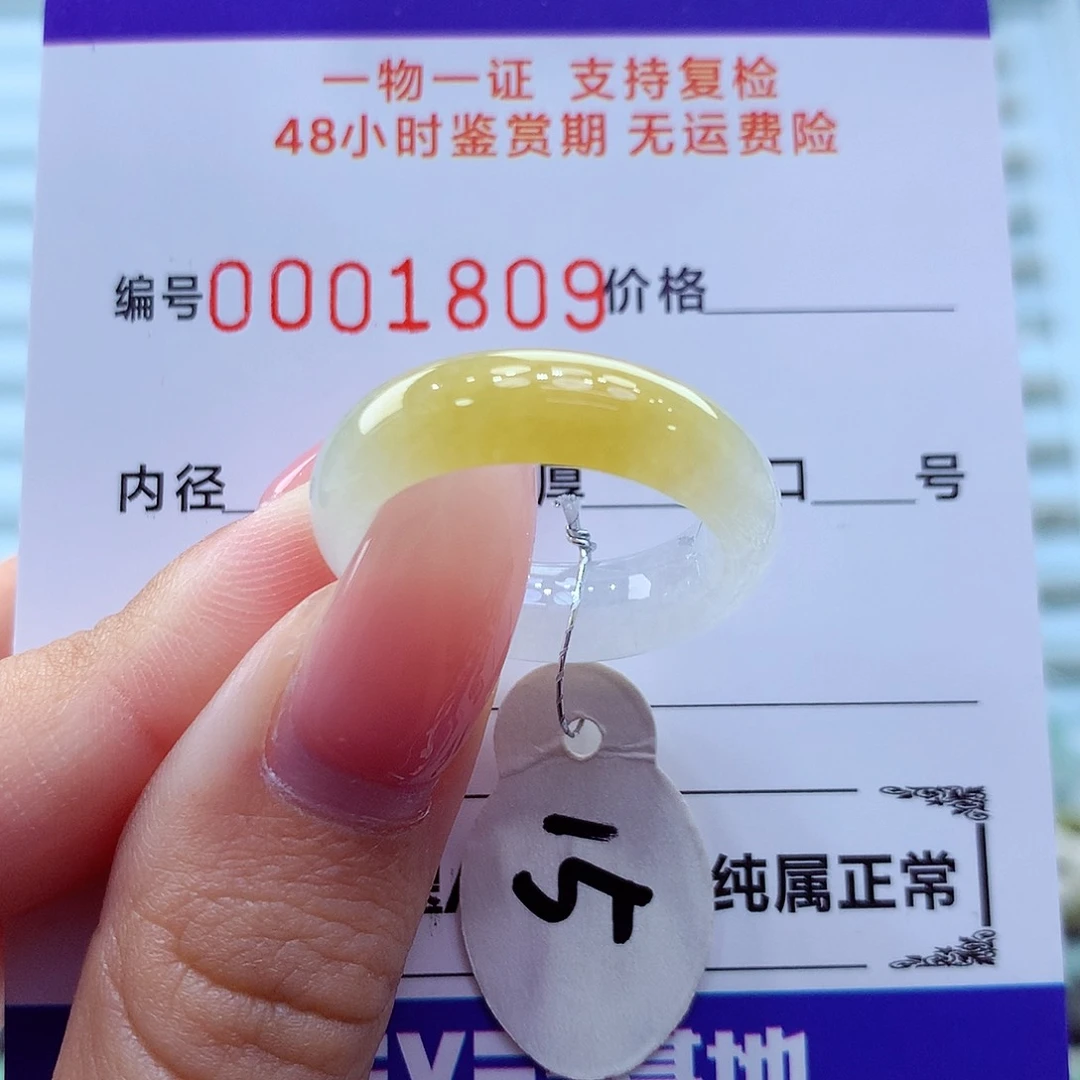 一物一证 支持复检
48小时鉴赏期 无运费险
编号0001809价格
内径 厚 口 号
15
纯属正常
基地